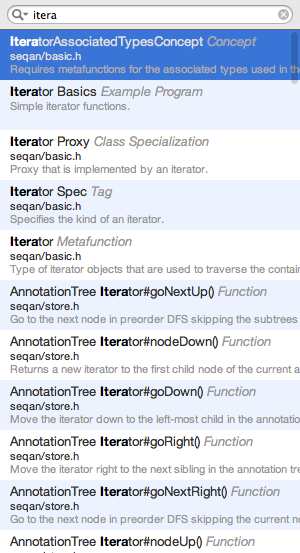 itera
IteratorAssociatedTypesConcept Concept
seqan/basic.h
Requires metafunctions for the associated types used in the
Iterator Basics Example Program
Simple iterator functions.
Iterator Proxy Class Specialization
seqan/basic.h
Proxy that is implemented by an iterator.
Iterator Spec Tag
seqan/basic.h
Specifies the kind of an iterator.
Iterator Metafunction
seqan/basic.h
Type of iterator objects that are used to traverse the contain
AnnotationTree Iterator#goNextUp() Function
seqan/store.h
Go to the next node in preorder DFS skipping the subtrees
AnnotationTree Iterator#nodeDown() Function
seqan/store.h
Returns a new iterator to the first child node of the current a
AnnotationTree Iterator#goDown() Function
seqan/store.h
Move the iterator down to the left-most child in the annotation
AnnotationTree Iterator#goRight() Function
seqan/store.h
Move the iterator right to the next sibling in the annotation tre
AnnotationTree Iterator#goNextRight() Function
seqan/store.h
Go to the next node in preorder DFS skipping the current ne
AnnotationTree Iterator#nodeUp() Function